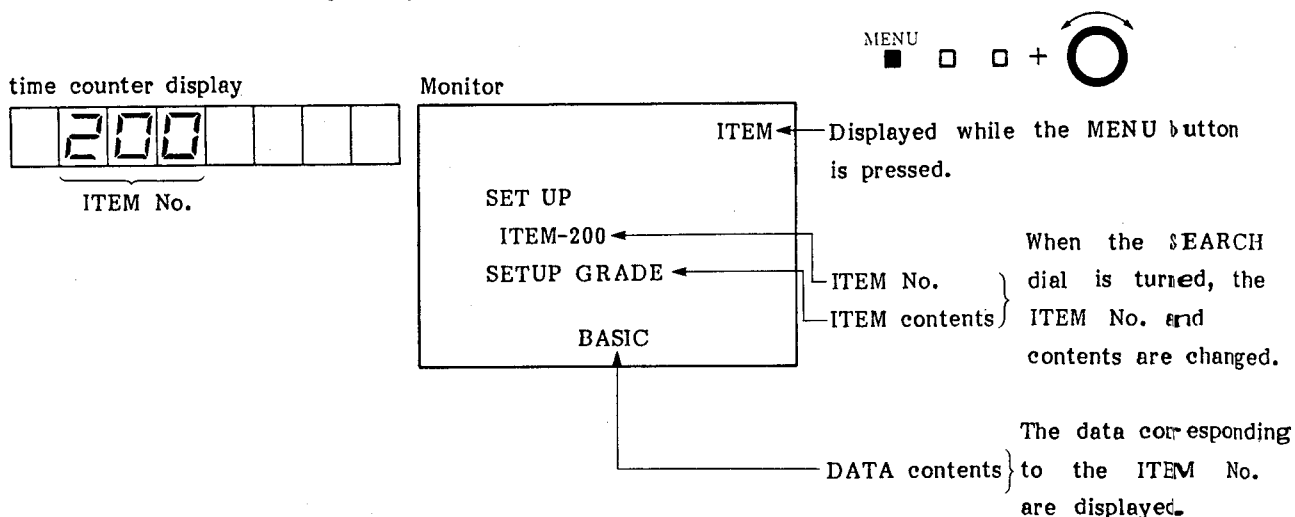 MENU
+
time counter display
200
ITEM No.
Monitor
ITEM
SET UP
ITEM-200
SETUP GRADE
BASIC
Displayed while the MENU button
is pressed.
ITEM No.
ITEM contents
When the SEARCH
dial is turned, the
ITEM No. and
contents are changed.
DATA contents
The data corresponding
to the ITEM No.
are displayed.